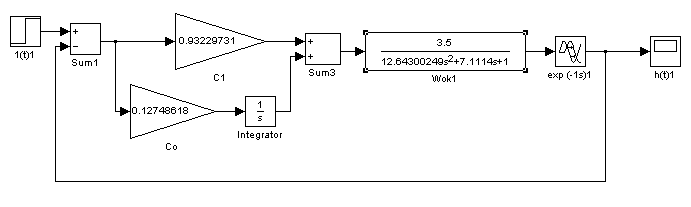 1(t)1
+
−
Sum1
0.93229731
C1
0.12748618
Co
1
s
Integrator
+
+
Sum3
3.5
12.64300249s²+7.1114s+1
Wok1
exp (-1s)1
h(t)1